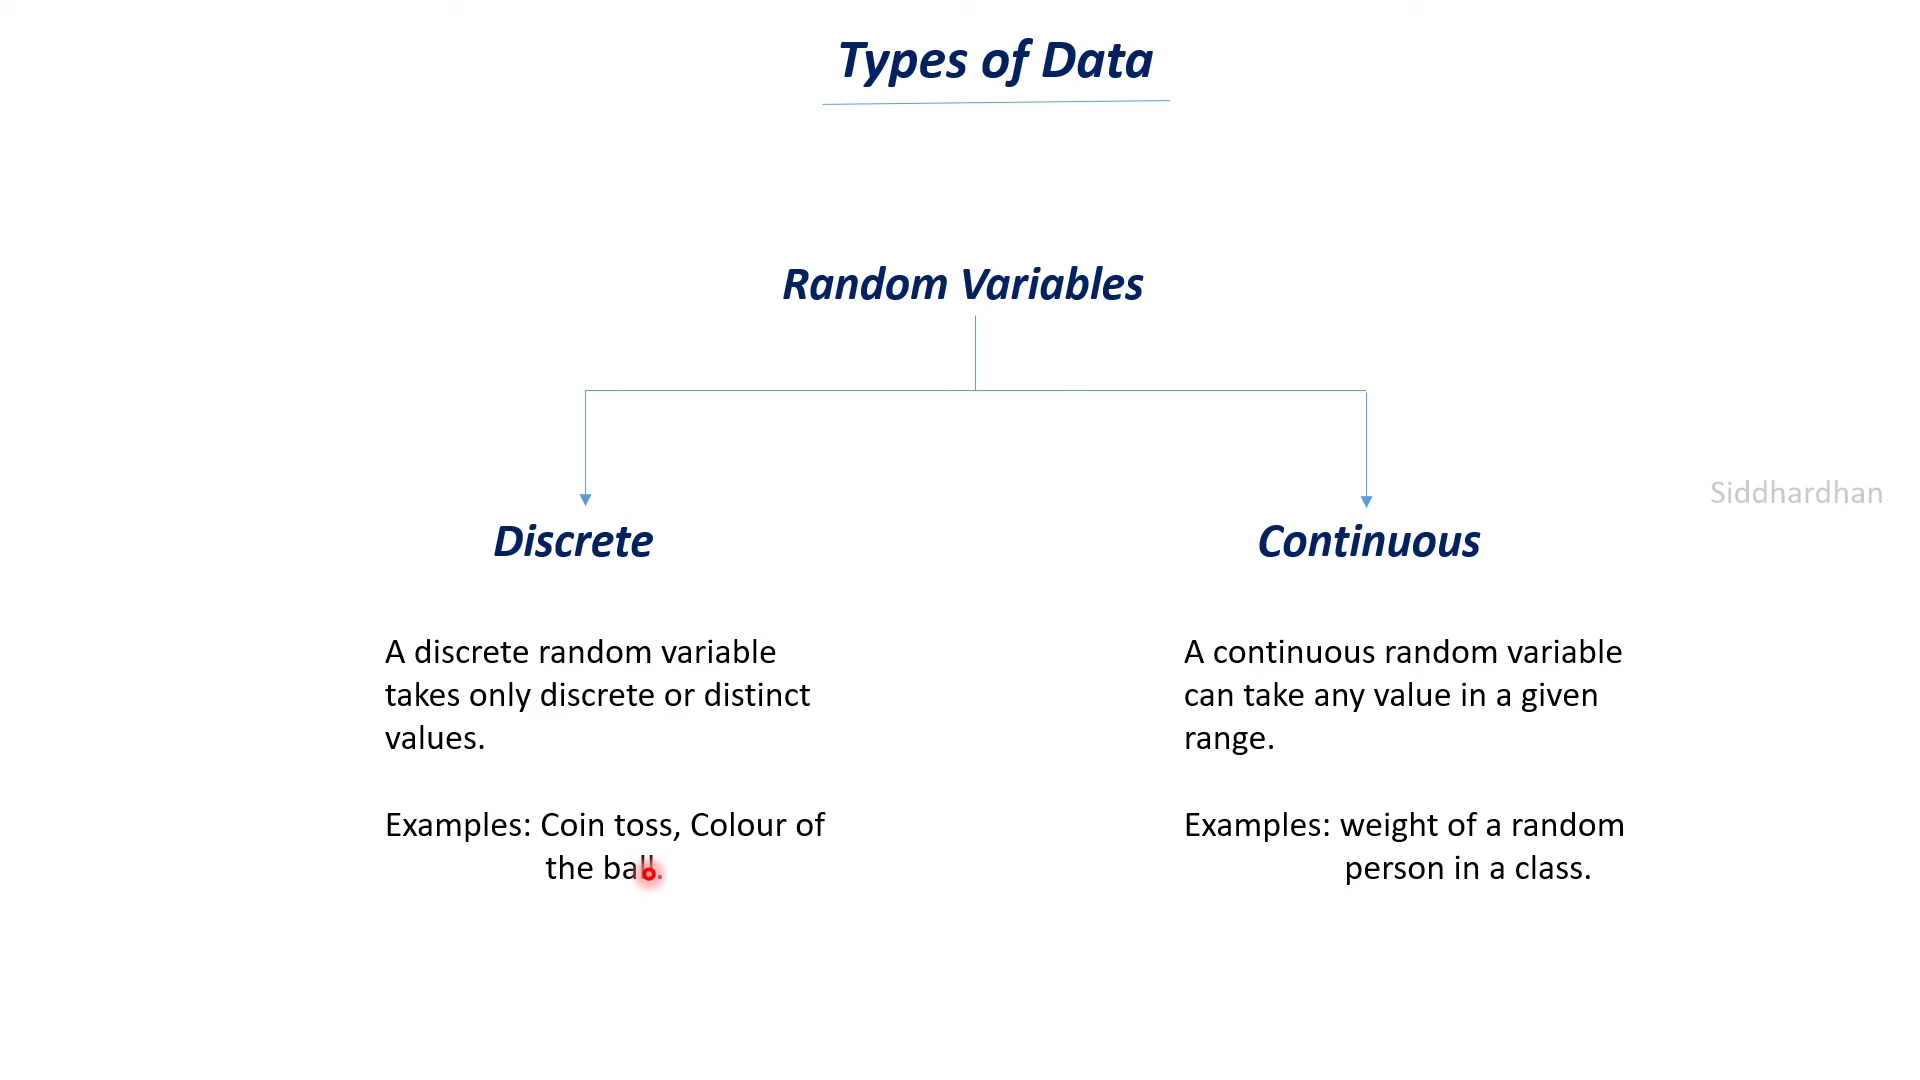 Types of Data
Random Variables
Discrete
Continuous
Siddhardhan
A discrete random variable
takes only discrete or distinct
values.
Examples: Coin toss, Colour of
the ball.
A continuous random variable
can take any value in a given
range.
Examples: weight of a random
person in a class.